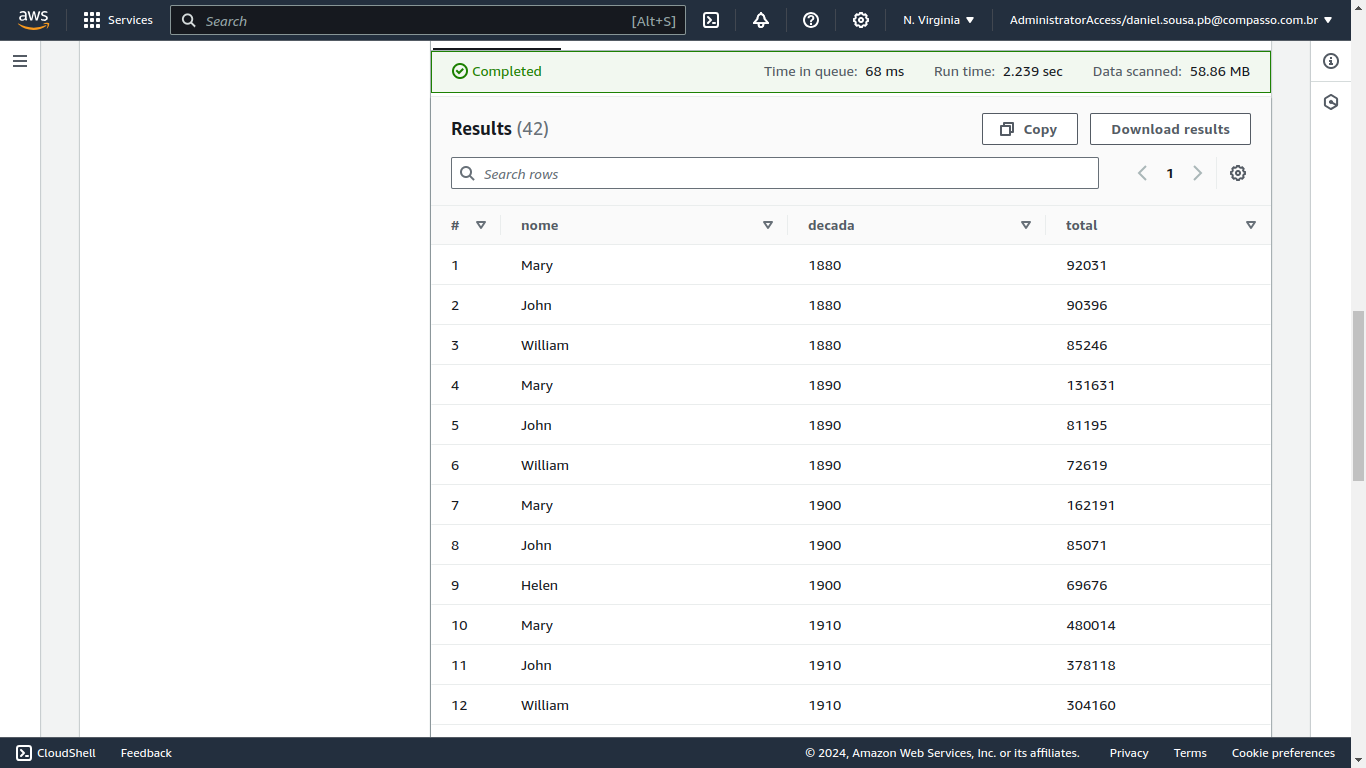 aws Services Search [Alt+S] N. Virginia AdministratorAccess/daniel.sousa.pb@compasso.com.br
Completed Time in queue: 68 ms Run time: 2.239 sec Data scanned: 58.86 MB
Results (42) Copy Download results
Search rows 1
# nome decada total
1 Mary 1880 92031
2 John 1880 90396
3 William 1880 85246
4 Mary 1890 131631
5 John 1890 81195
6 William 1890 72619
7 Mary 1900 162191
8 John 1900 85071
9 Helen 1900 69676
10 Mary 1910 480014
11 John 1910 378118
12 William 1910 304160
CloudShell Feedback © 2024, Amazon Web Services, Inc. or its affiliates. Privacy Terms Cookie preferences